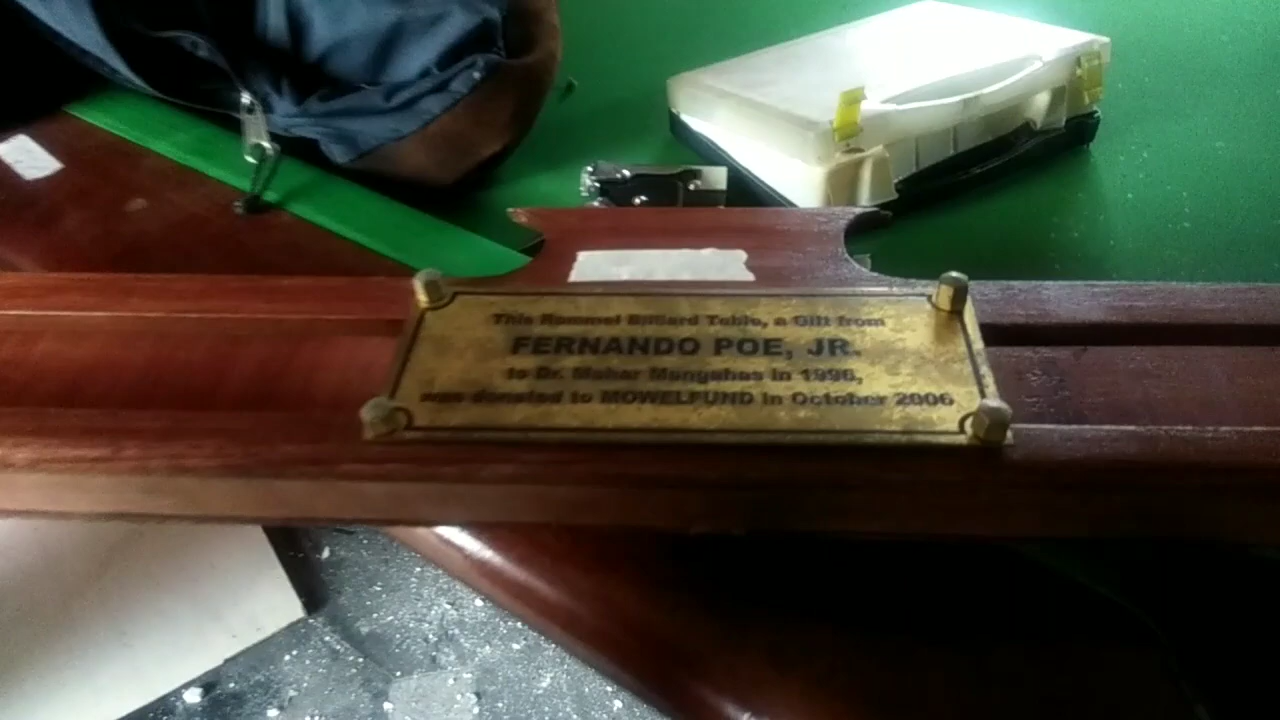 This Rommel Billiard Table, a Gift from
FERNANDO POE, JR.
to Dr. Mahar Mangahas in 1996,
was donated to MOWELFUND in October 2006